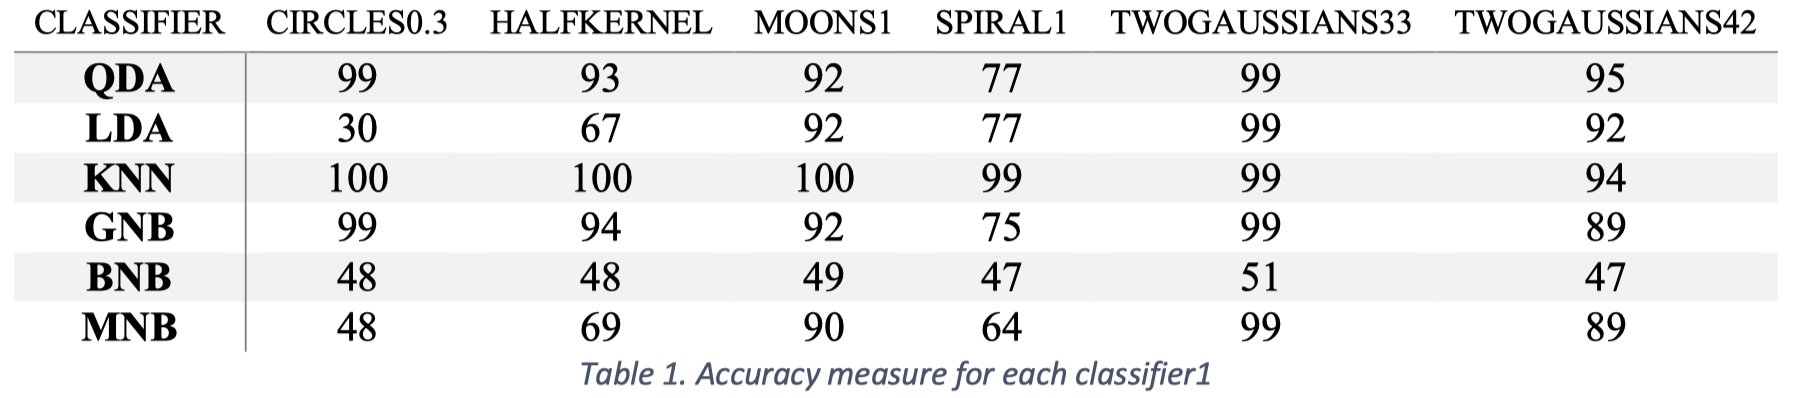 CLASSIFIER CIRCLES0.3 HALFKERNEL MOONS1 SPIRAL1 TWOGAUSSIANS33 TWOGAUSSIANS42
QDA 99 93 92 77 99 95
LDA 30 67 92 77 99 92
KNN 100 100 100 99 99 94
GNB 99 94 92 75 99 89
BNB 48 48 49 47 51 47
MNB 48 69 90 64 99 89
Table 1. Accuracy measure for each classifier1